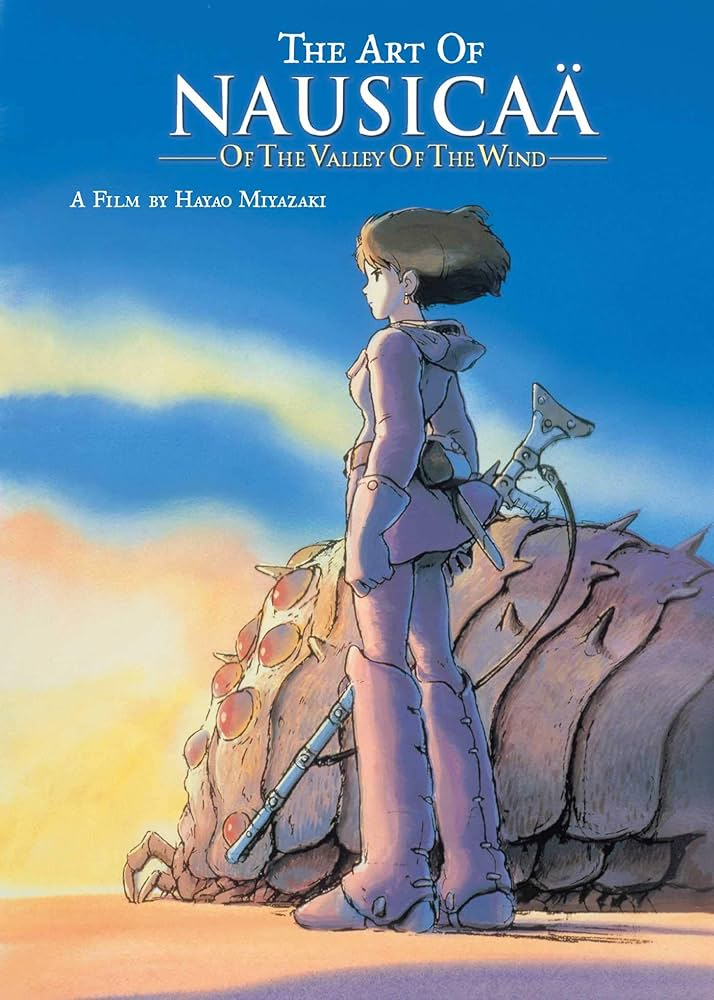 The Art Of
NAUSICAÄ
Of The Valley Of The Wind
A Film by Hayao Miyazaki